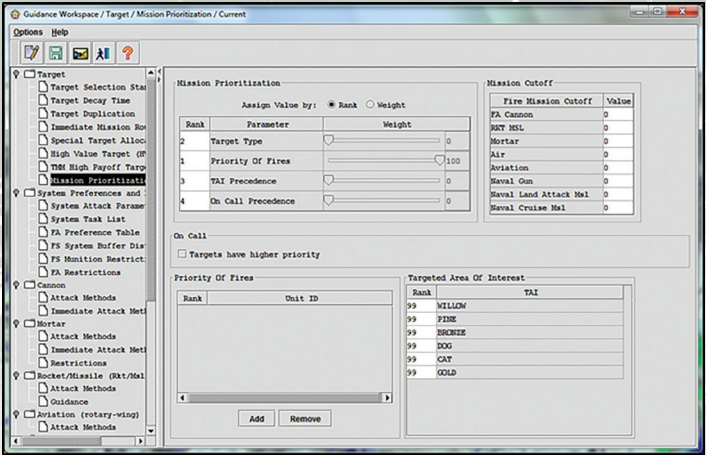 Guidance Workspace / Target / Mission Prioritization / Current
Options Help
Target
Target Selection Sta
Target Decay Time
Target Duplication
Immediate Mission Ro
Special Target Alloc
High Value Target (H
TMM High Payoff Targ
Mission Prioritizati
System Preferences and
System Attack Parame
System Task List
FA Preference Table
FS System Buffer Dis
FS Munition Restrict
FA Restrictions
Cannon
Attack Methods
Immediate Attack Met
Mortar
Attack Methods
Immediate Attack Met
Restrictions
Rocket/Missile (Rkt/Msl
Attack Methods
Guidance
Aviation (rotary-wing)
Attack Methods
Mission Prioritization
Assign Value by: Rank Weight
Rank Parameter Weight
2 Target Type 0
1 Priority Of Fires 100
3 TAI Precedence 0
4 On Call Precedence 0
Mission Cutoff
Fire Mission Cutoff Value
FA Cannon 0
RKT MSL 0
Mortar 0
Air 0
Aviation 0
Naval Gun 0
Naval Land Attack Msl 0
Naval Cruise Msl 0
On Call
Targets have higher priority
Priority Of Fires
Rank Unit ID
Add Remove
Targeted Area Of Interest
Rank TAI
99 WILLOW
99 PINE
99 BRONZE
99 DOG
99 CAT
99 GOLD